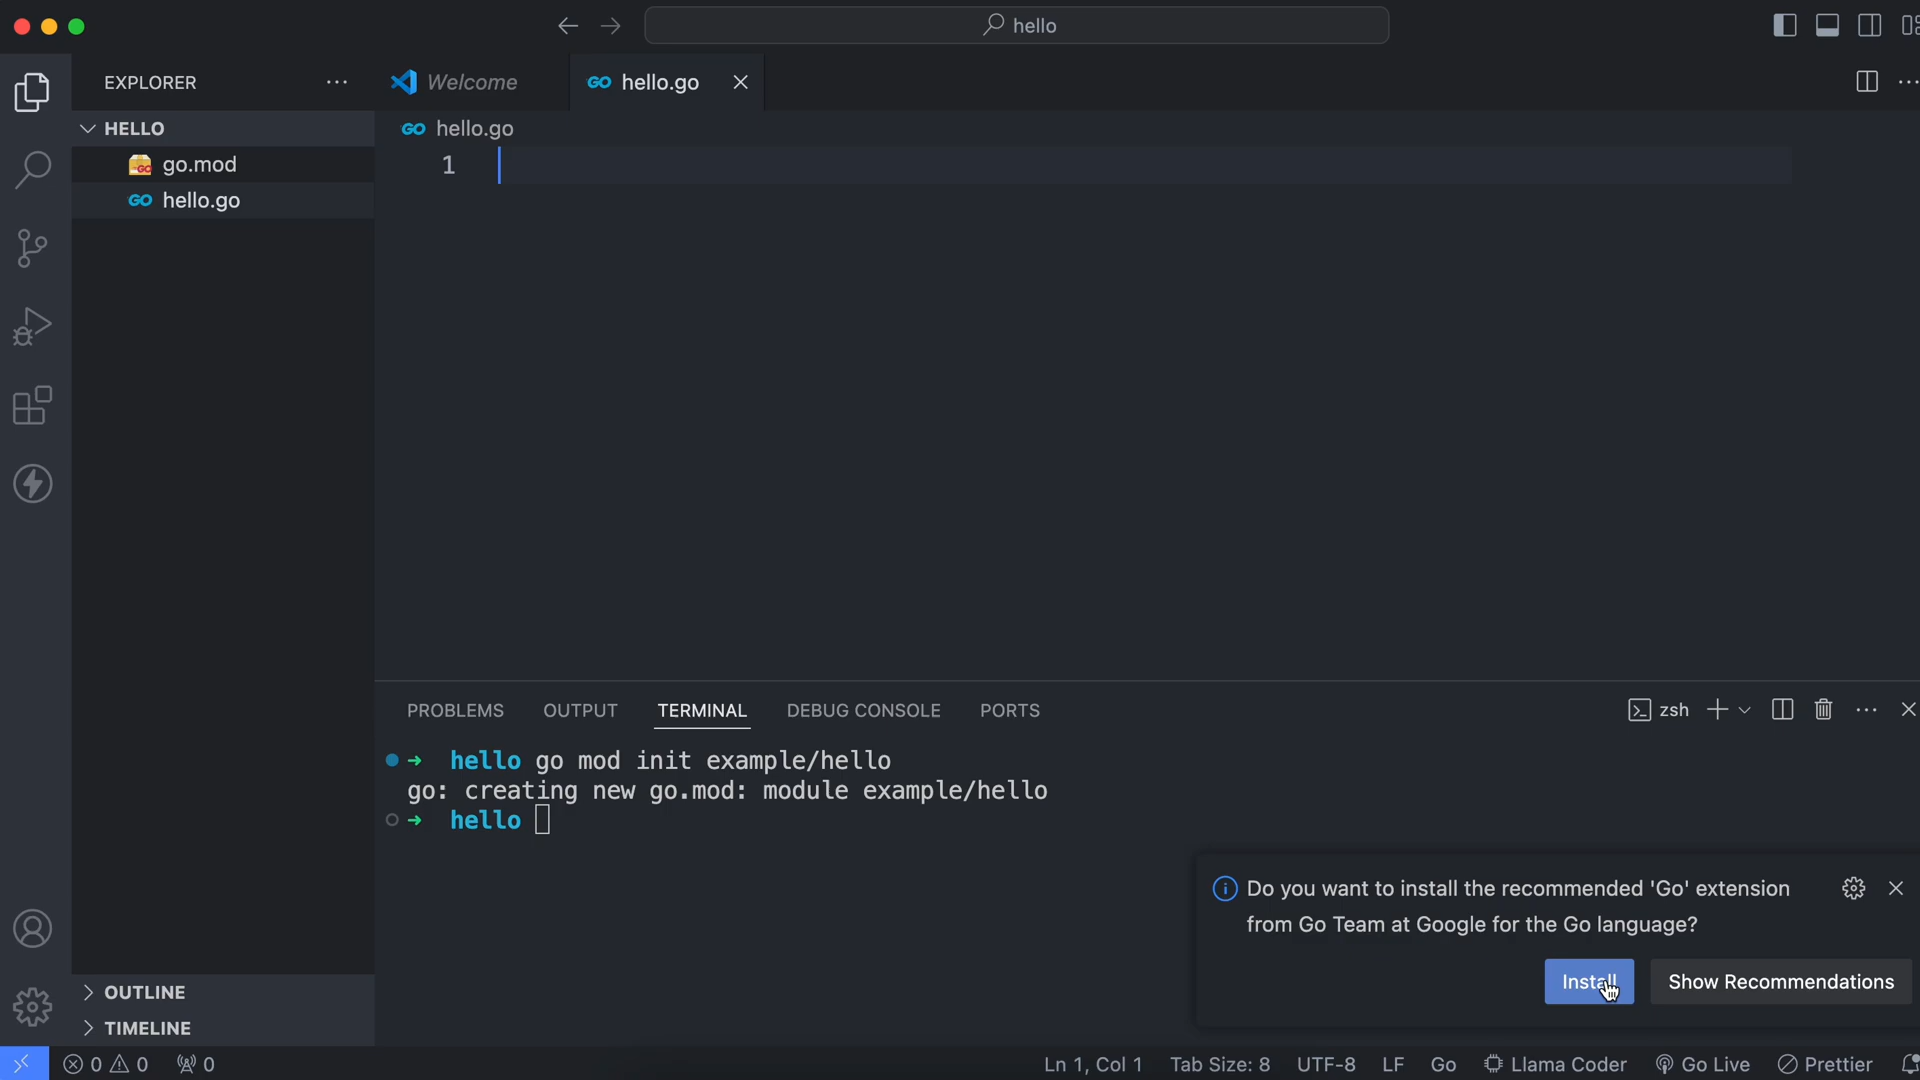 hello
EXPLORER
Welcome
GO hello.go
HELLO
GO hello.go
go.mod
GO hello.go
1
PROBLEMS OUTPUT TERMINAL DEBUG CONSOLE PORTS
zsh
→ hello go mod init example/hello
go: creating new go.mod: module example/hello
→ hello
Do you want to install the recommended 'Go' extension
from Go Team at Google for the Go language?
Install Show Recommendations
OUTLINE
TIMELINE
0 0 0 Ln 1, Col 1 Tab Size: 8 UTF-8 LF Go Llama Coder Go Live Prettier